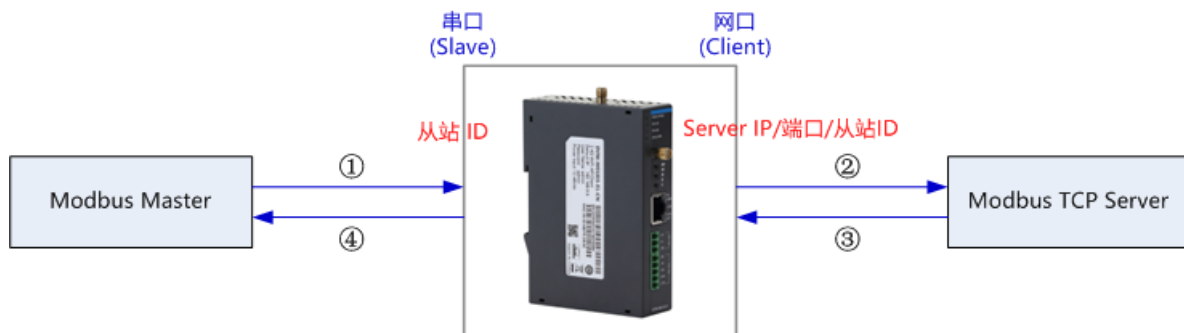 串口
(Slave)
网口
(Client)
从站 ID
Server IP/端口/从站ID
①
②
Modbus Master
Modbus TCP Server
④
③